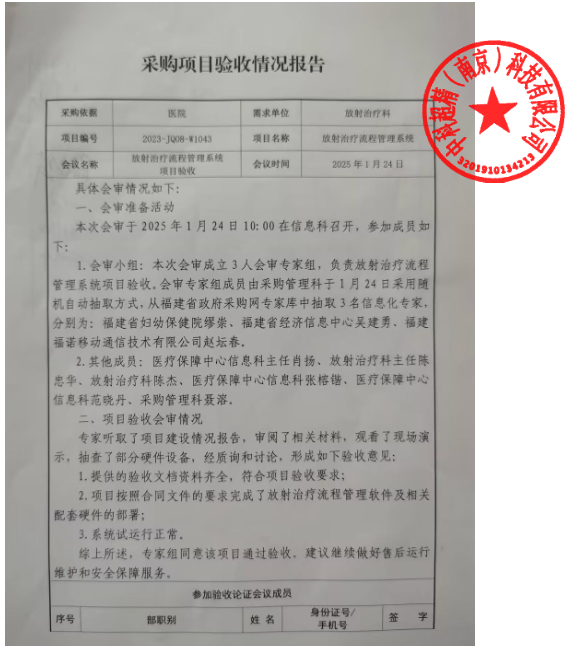 采购项目验收情况报告
采购依据 医院 需求单位 放射治疗科
项目编号 2023-JQ08-W1043 项目名称 放射治疗流程管理系统
会议名称 放射治疗流程管理系统
项目验收 会议时间 2025年1月24日
具体会审情况如下：
一、会审准备活动
本次会审于2025年1月24日10:00在信息科召开，参加成员如
下：
1.会审小组：本次会审成立3人会审专家组，负责放射治疗流程
管理系统项目验收。会审专家组成员由采购管理科于1月24日采用随
机自动抽取方式，从福建省政府采购网专家库中抽取3名信息化专家，
分别为：福建省妇幼保健院缪崇、福建省经济信息中心吴建勇、福建
福诺移动通信技术有限公司赵坛春。
2.其他成员：医疗保障中心信息科主任肖扬、放射治疗科主任陈
忠华、放射治疗科陈杰、医疗保障中心信息科张榕锴、医疗保障中心
信息科范晓丹、采购管理科聂溶。
二、项目验收会审情况
专家听取了项目建设情况报告，审阅了相关材料，观看了现场演
示，抽查了部分硬件设备，经质询和讨论，形成如下验收意见：
1.提供的验收文档资料齐全，符合项目验收要求；
2.项目按照合同文件的要求完成了放射治疗流程管理软件及相关
配套硬件的部署；
3.系统试运行正常。
综上所述，专家组同意该项目通过验收。建议继续做好售后运行
维护和安全保障服务。
参加验收论证会议成员
序号 部职别 姓名 身份证号/
手机号 签 字
中科超精（南京）科技有限公司
3201910134213